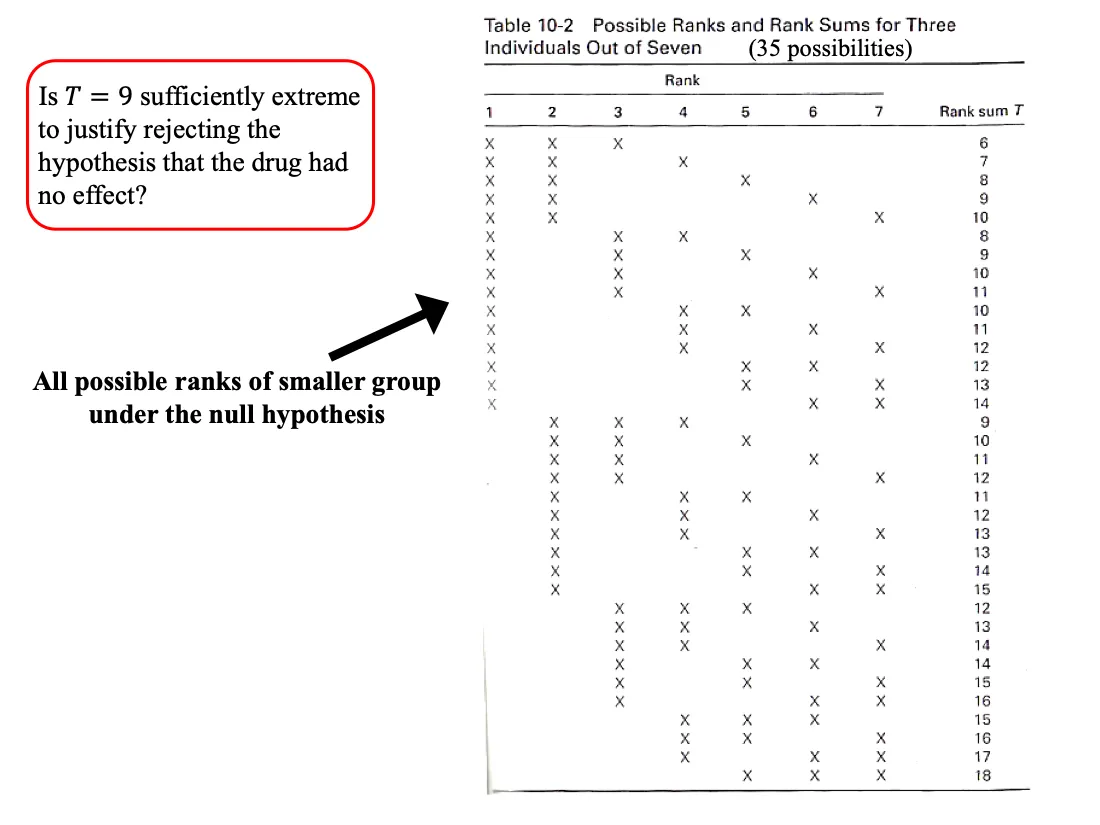 Is T = 9 sufficiently extreme
to justify rejecting the
hypothesis that the drug had
no effect?
All possible ranks of smaller group
under the null hypothesis
Table 10-2 Possible Ranks and Rank Sums for Three
Individuals Out of Seven (35 possibilities)
Rank
1 2 3 4 5 6 7 Rank sum T
X X X 6
X X X 7
X X X 8
X X X 9
X X X 10
X X X 8
X X X 9
X X X 10
X X X 11
X X X 10
X X X 11
X X X 12
X X X 12
X X X 13
X X X 14
X X X 9
X X X 10
X X X 11
X X X 12
X X X 11
X X X 12
X X X 13
X X X 13
X X X 14
X X X 15
X X X 12
X X X 13
X X X 14
X X X 14
X X X 15
X X X 16
X X X 15
X X X 16
X X X 17
X X X 18